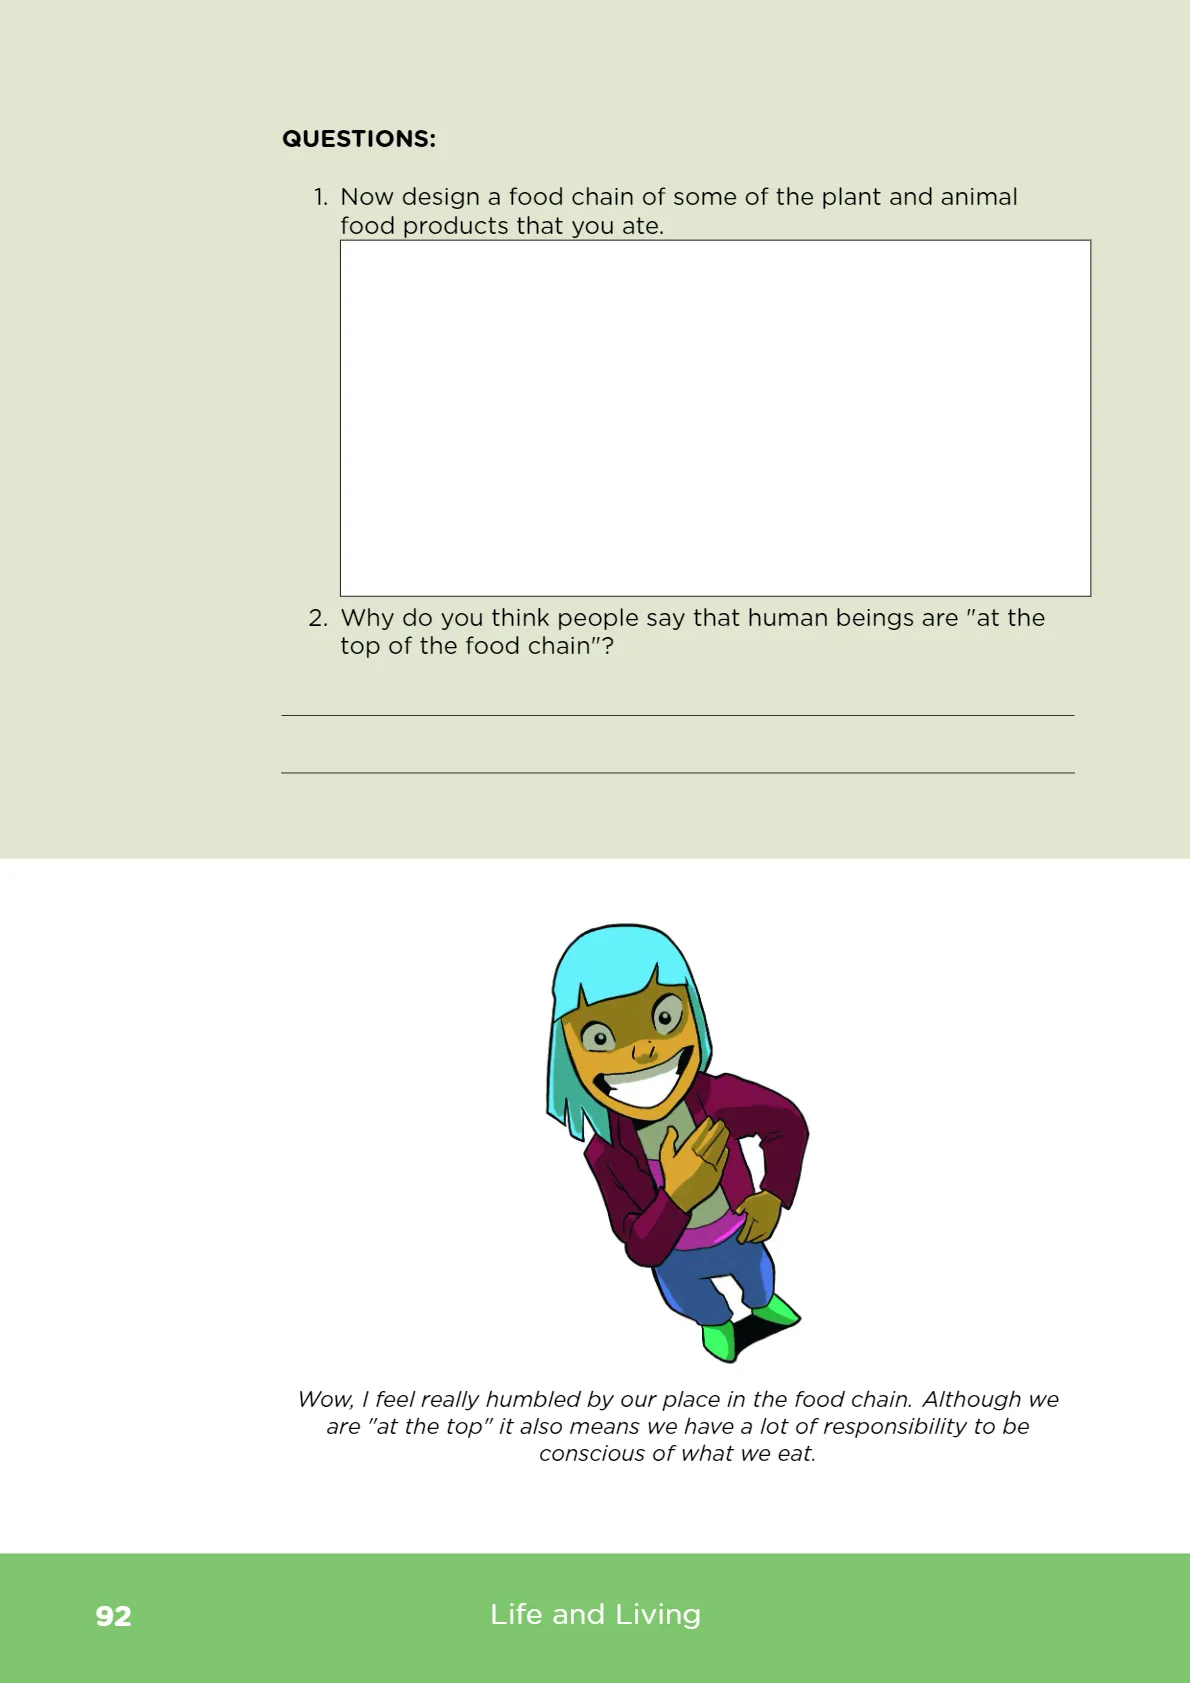 QUESTIONS:
1. Now design a food chain of some of the plant and animal
food products that you ate.
2. Why do you think people say that human beings are "at the
top of the food chain"?
Wow, I feel really humbled by our place in the food chain. Although we
are "at the top" it also means we have a lot of responsibility to be
conscious of what we eat.
92
Life and Living